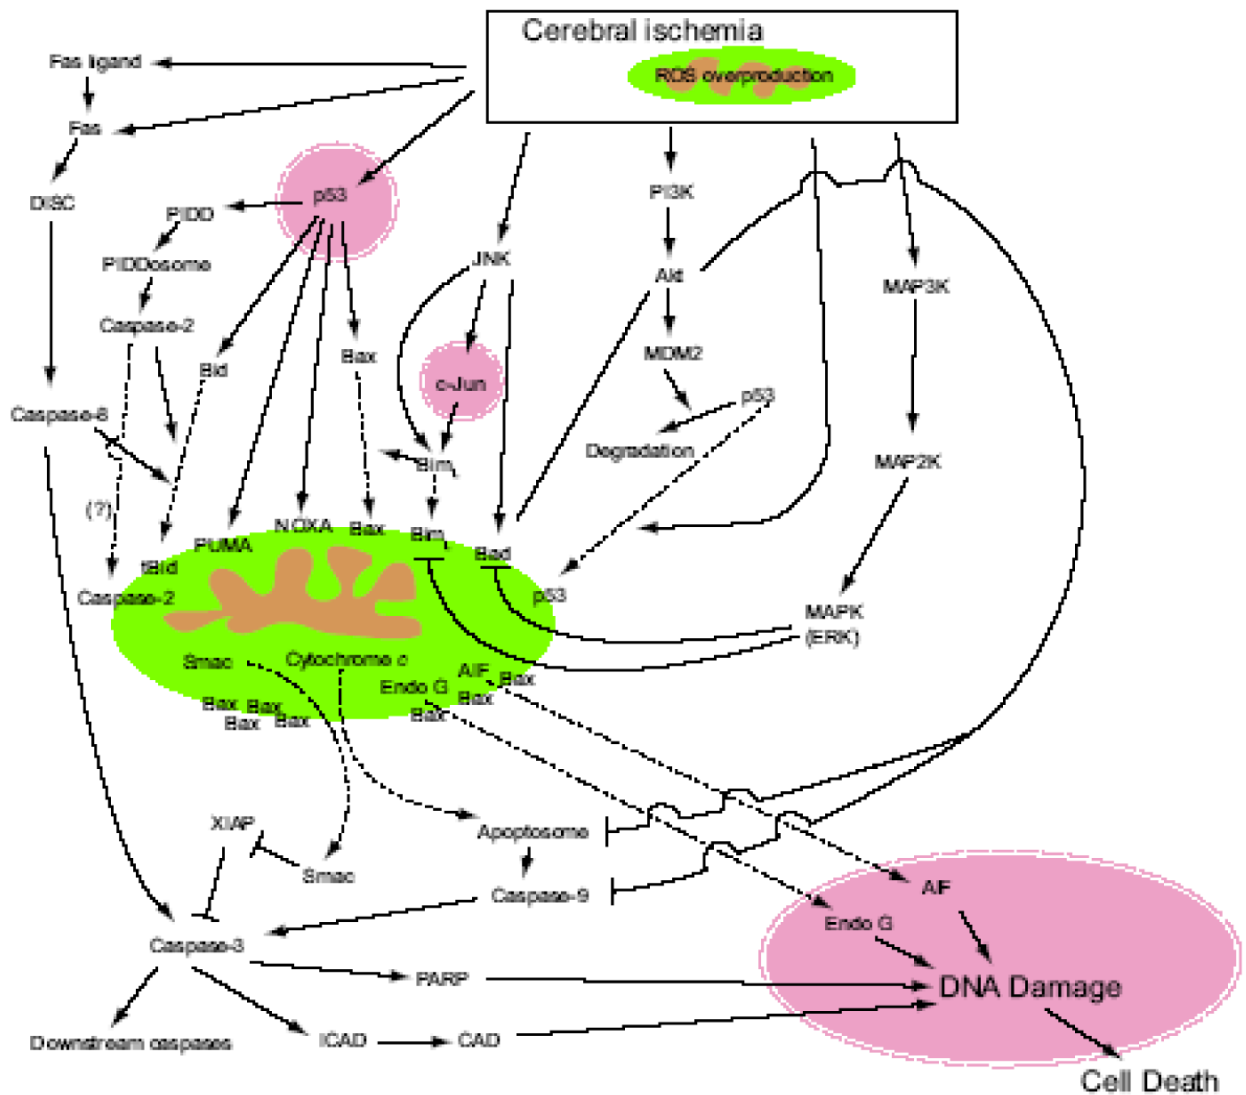 Cerebral ischemia
ROS overproduction
Fas ligand
Fas
DISC
PIDD
p53
PI3K
PIDDosome
JNK
Akt
MAP3K
Caspase-2
Bid
Bax
c-Jun
MDM2
p53
Caspase-8
Degradation
Bim
MAP2K
(?)
PUMA
NOXA
Bax
Bim
Bad
tBid
Caspase-2
p53
MAPK
(ERK)
Smac
Cytochrome c
Endo G
AIF
Bax
Bax
Bax
Bax
Bax
Bax
Bax
XIAP
Smac
Apoptosome
Caspase-9
AIF
Endo G
Caspase-3
PARP
DNA Damage
Downstream caspases
ICAD
CAD
Cell Death